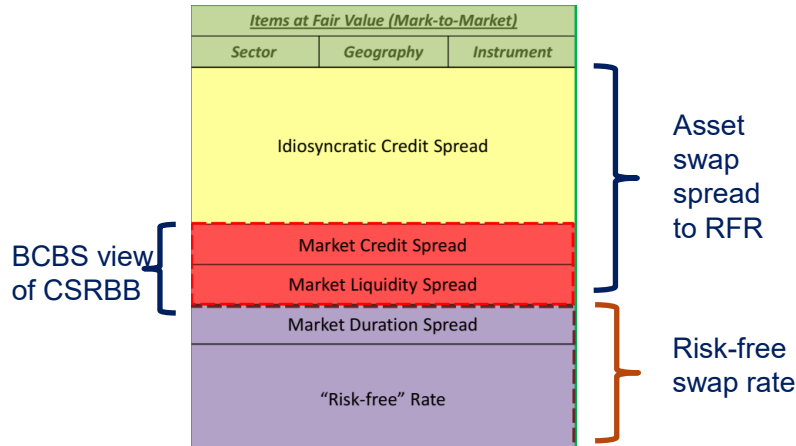 Items at Fair Value (Mark-to-Market)
Sector Geography Instrument
Idiosyncratic Credit Spread
Market Credit Spread
Market Liquidity Spread
Market Duration Spread
“Risk-free” Rate
BCBS view
of CSRBB
Asset
swap
spread
to RFR
Risk-free
swap rate